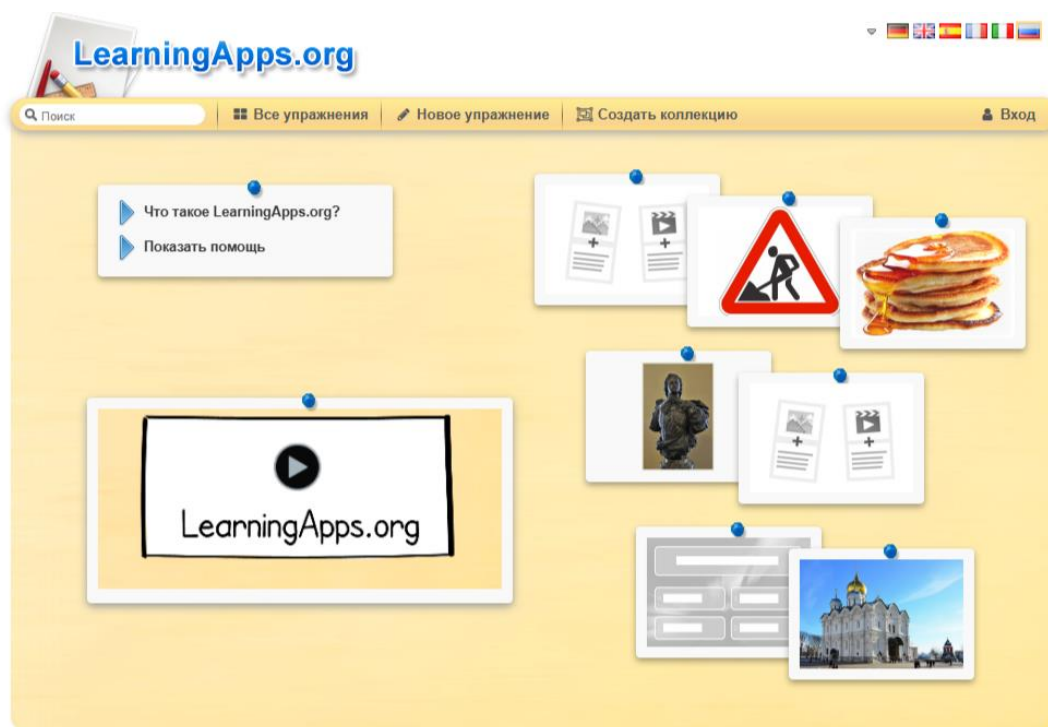 LearningApps.org
Поиск
Все упражнения
Новое упражнение
Создать коллекцию
Вход
Что такое LearningApps.org?
Показать помощь
LearningApps.org